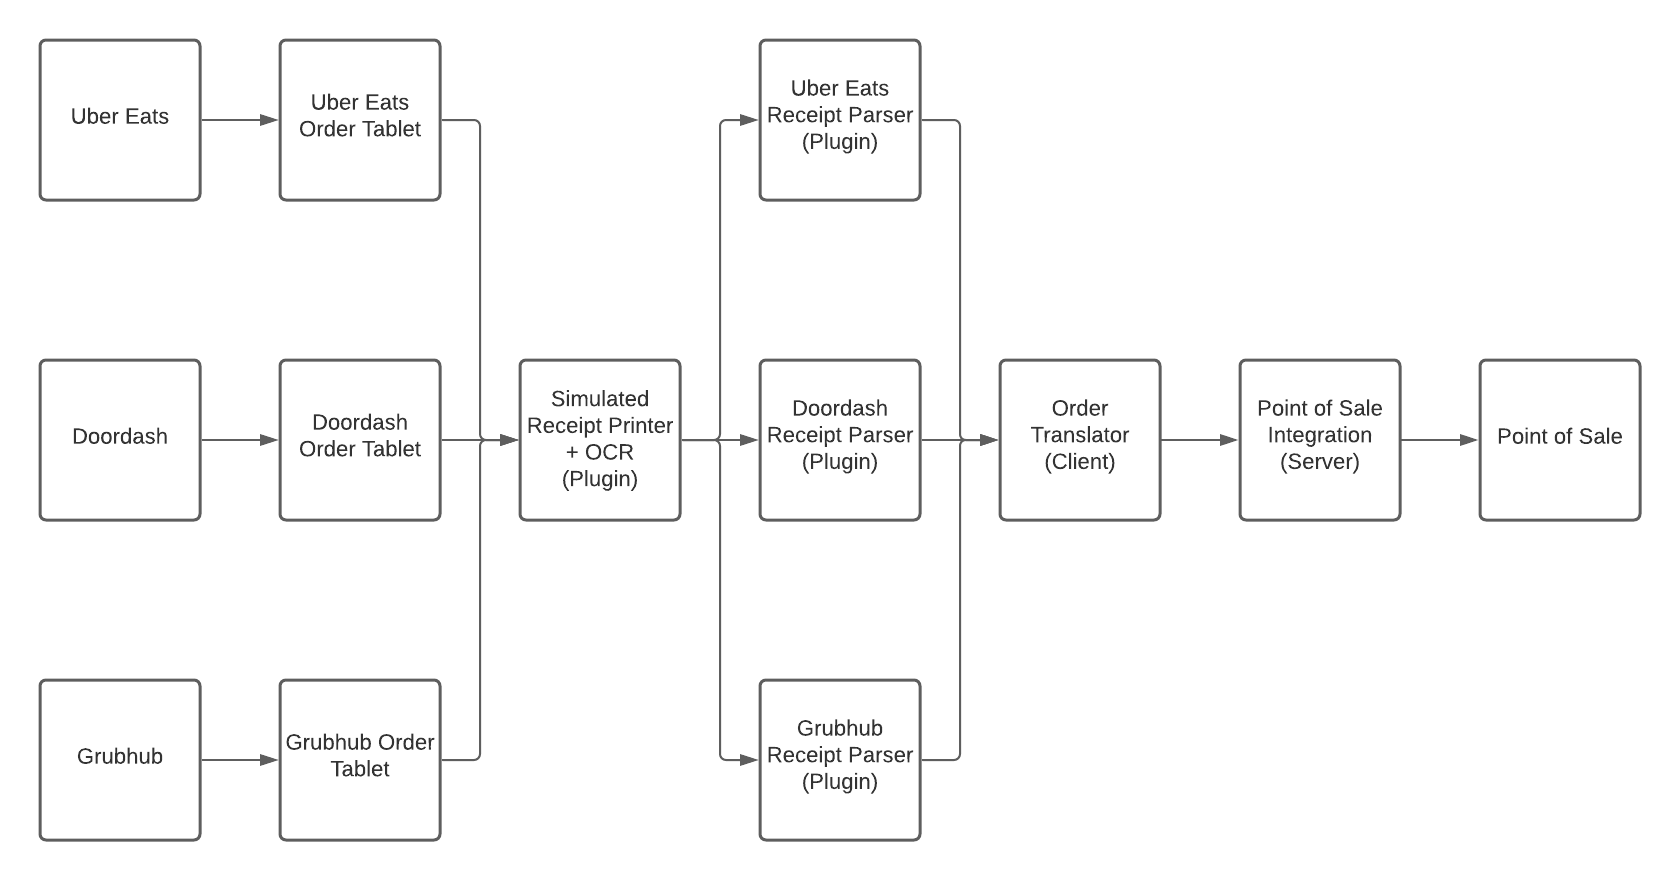 Uber Eats
Uber Eats
Order Tablet
Uber Eats
Receipt Parser
(Plugin)
Doordash
Doordash
Order Tablet
Simulated
Receipt Printer
+ OCR
(Plugin)
Doordash
Receipt Parser
(Plugin)
Order
Translator
(Client)
Point of Sale
Integration
(Server)
Point of Sale
Grubhub
Grubhub Order
Tablet
Grubhub
Receipt Parser
(Plugin)